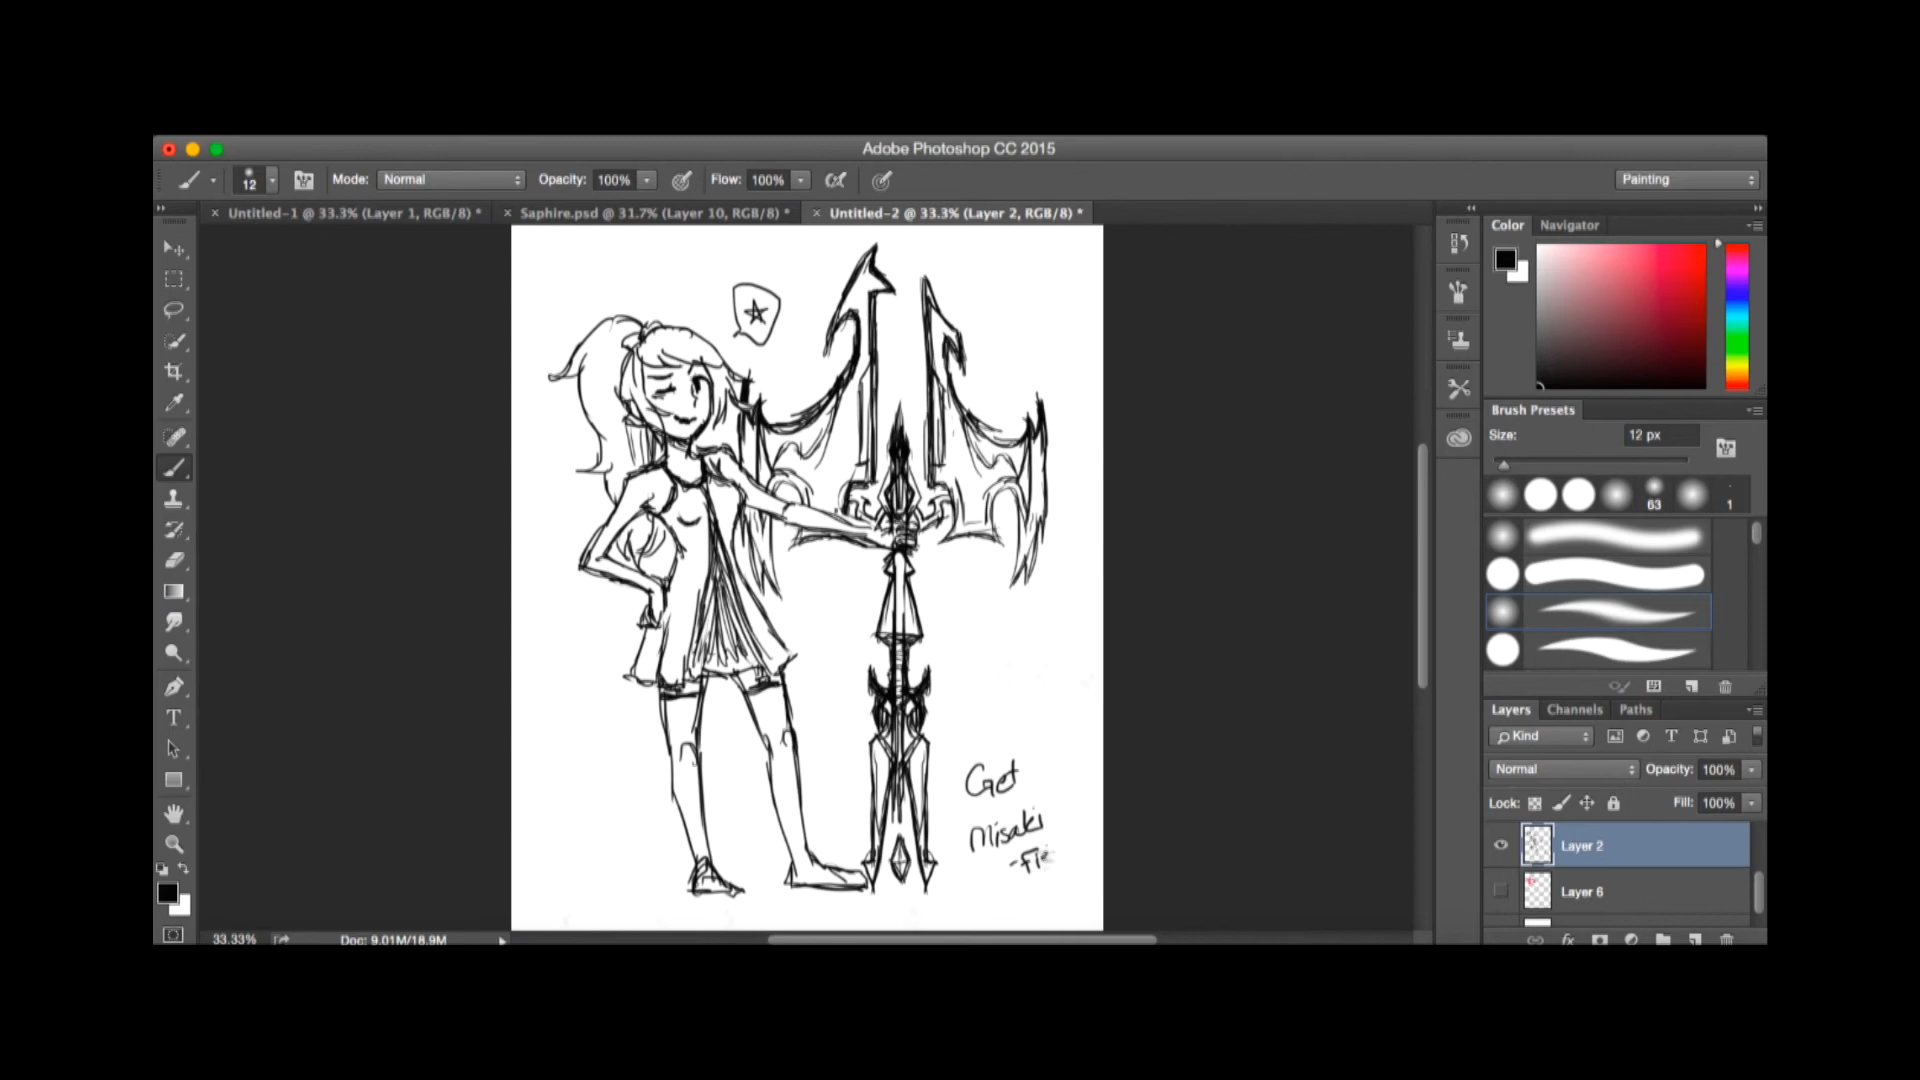 Adobe Photoshop CC 2015
12 Mode: Normal Opacity: 100% Flow: 100% Painting
Untitled-1 @ 33.3% (Layer 1, RGB/8) * Saphire.psd @ 31.7% (Layer 10, RGB/8) * Untitled-2 @ 33.3% (Layer 2, RGB/8) *
Color Navigator
Brush Presets
Size: 12 px
63 1
Layers Channels Paths
Kind
Normal Opacity: 100%
Lock: Fill: 100%
Layer 2
Layer 6
fx
Get
Misaki
33.33% Doc: 9.01M/18.9M